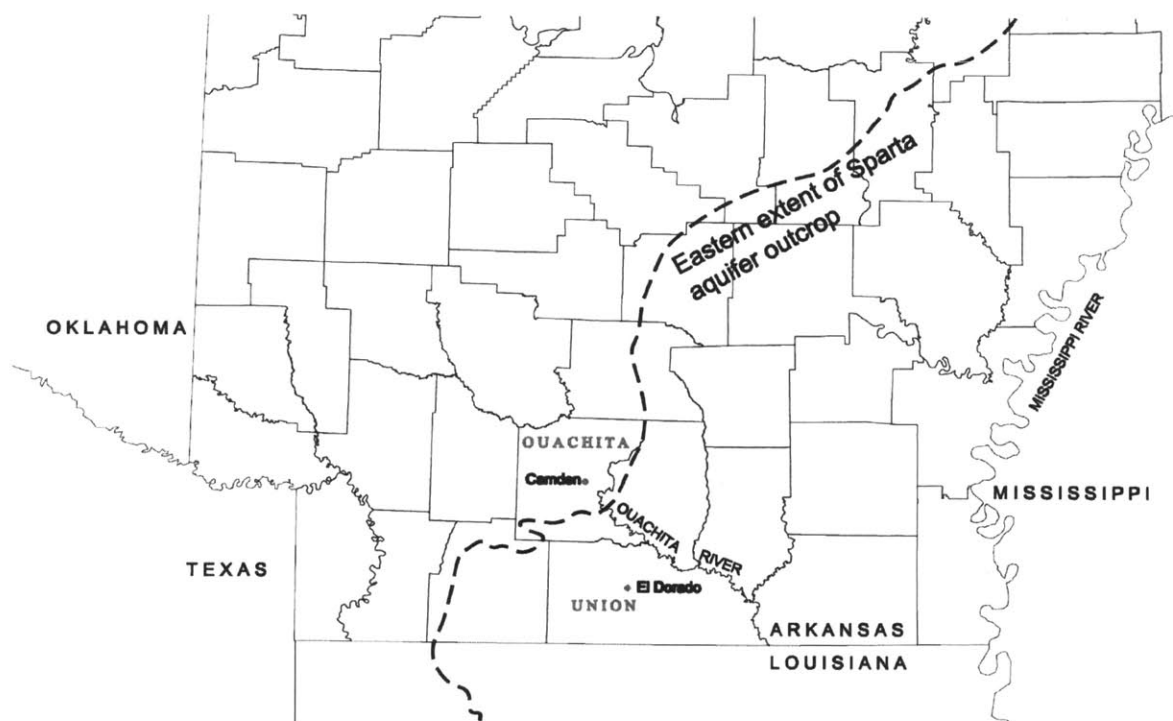 Eastern extent of Sparta
aquifer outcrop
OKLAHOMA
MISSISSIPPI RIVER
OUACHITA
Camden
MISSISSIPPI
OUACHITA
RIVER
TEXAS
El Dorado
UNION
ARKANSAS
LOUISIANA